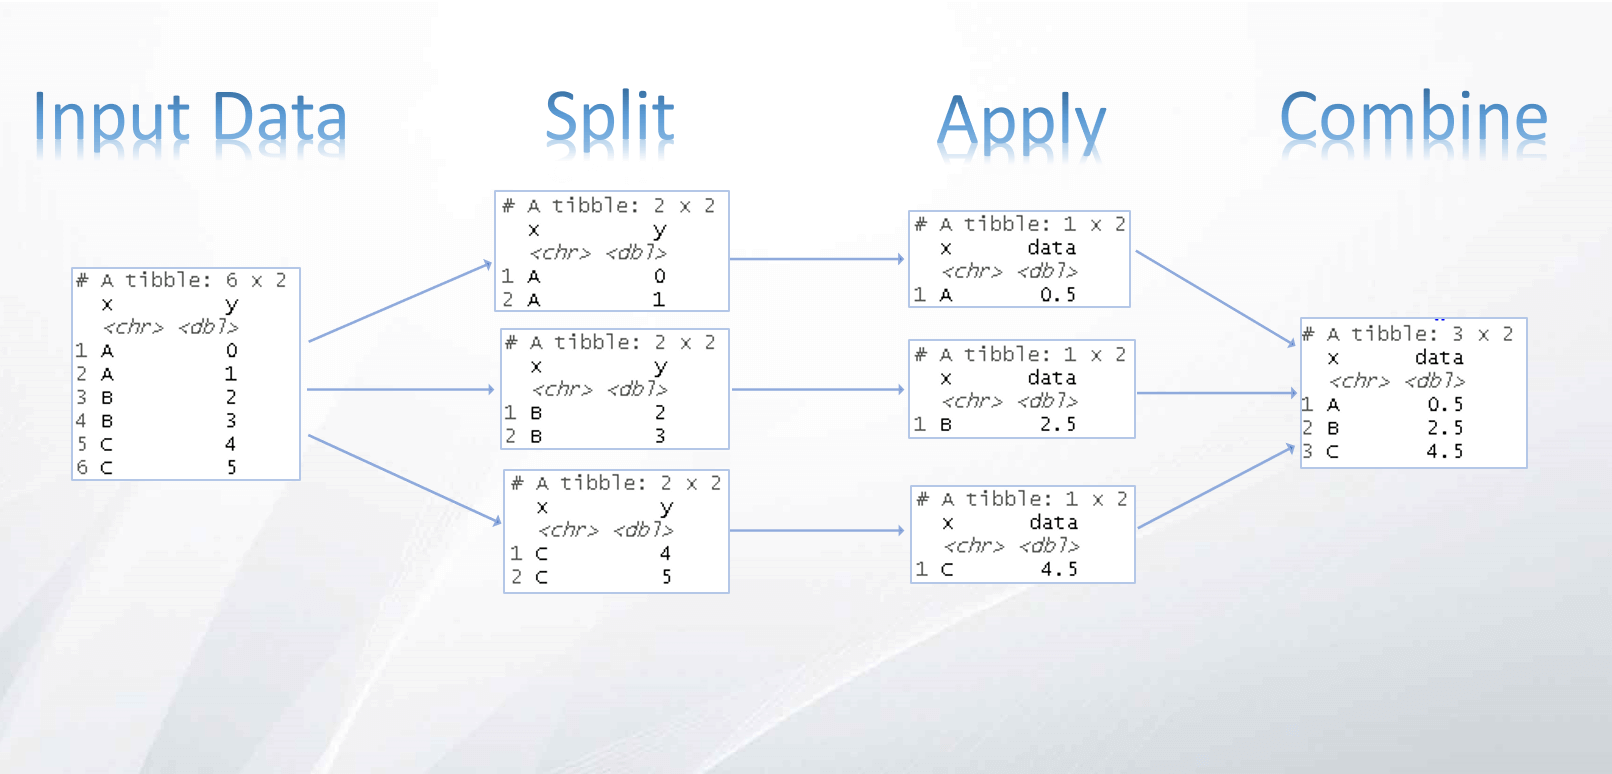 Input Data
Split
Apply
Combine
# A tibble: 6 x 2
x y
<chr> <dbl>
1 A 0
2 A 1
3 B 2
4 B 3
5 C 4
6 C 5
# A tibble: 2 x 2
x y
<chr> <dbl>
1 A 0
2 A 1
# A tibble: 2 x 2
x y
<chr> <dbl>
1 B 2
2 B 3
# A tibble: 2 x 2
x y
<chr> <dbl>
1 C 4
2 C 5
# A tibble: 1 x 2
x data
<chr> <dbl>
1 A 0.5
# A tibble: 1 x 2
x data
<chr> <dbl>
1 B 2.5
# A tibble: 1 x 2
x data
<chr> <dbl>
1 C 4.5
# A tibble: 3 x 2
x data
<chr> <dbl>
1 A 0.5
2 B 2.5
3 C 4.5